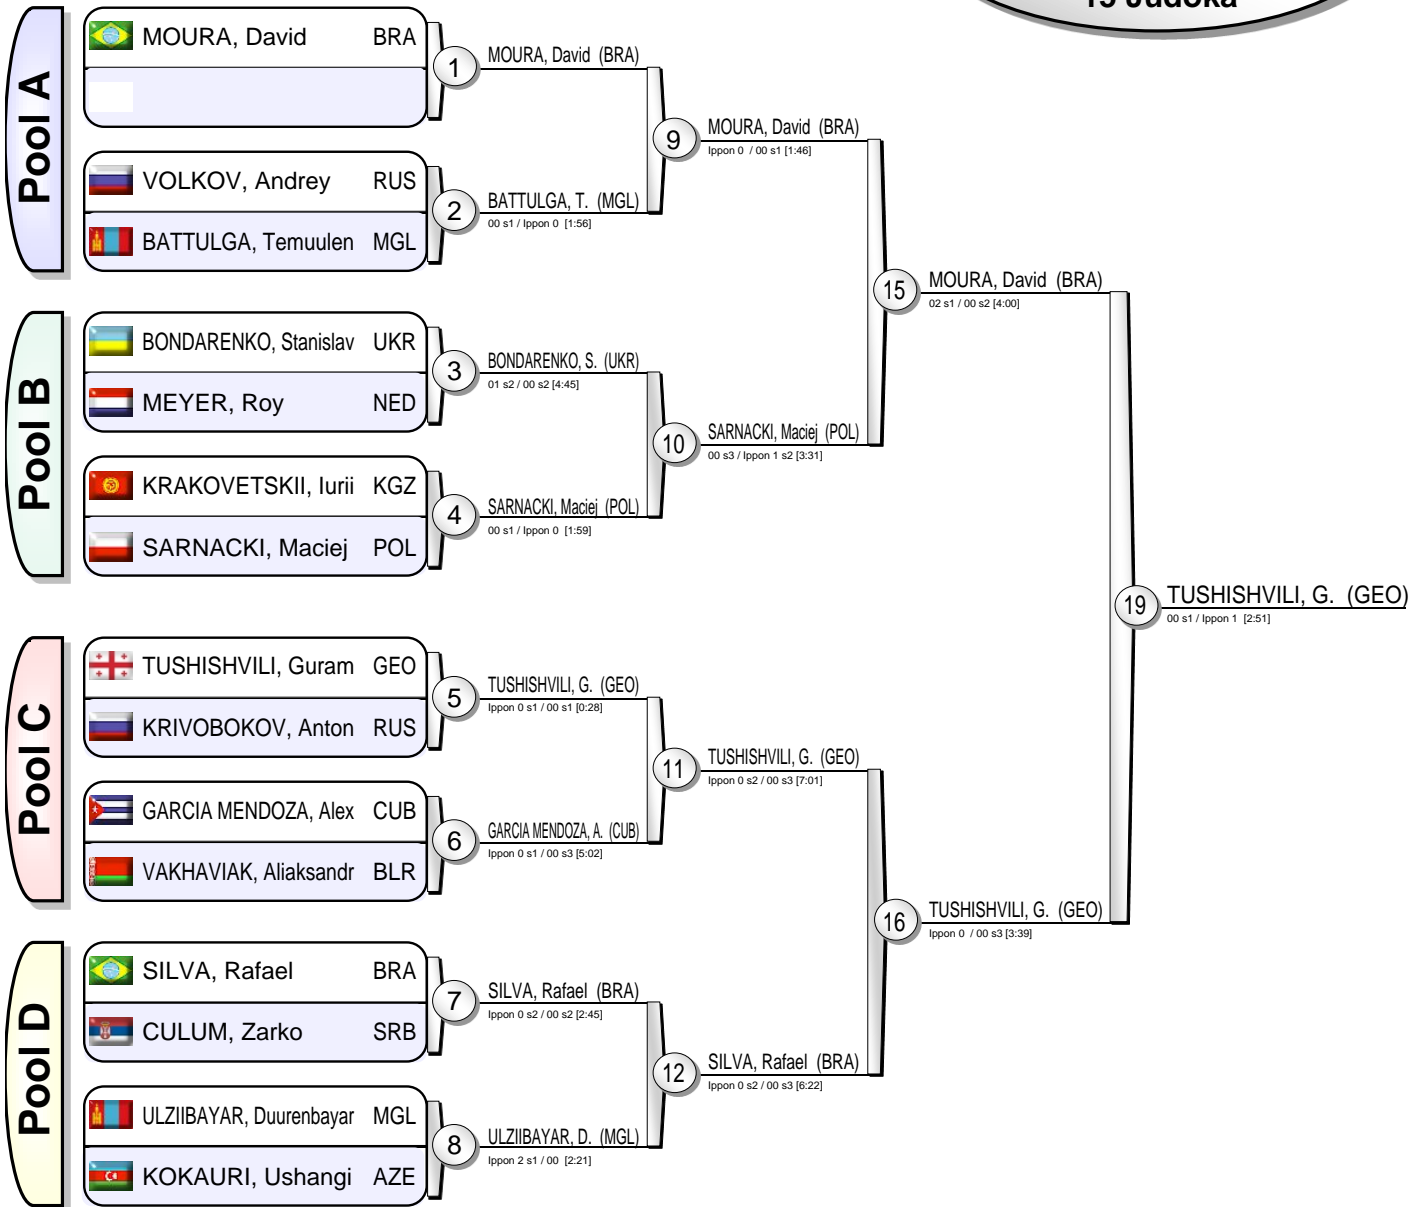 15 Judoka
Pool A
MOURA, David BRA
1
MOURA, David (BRA)
VOLKOV, Andrey RUS
BATTULGA, Temuulen MGL
2
BATTULGA, T. (MGL)
00 s1 / Ippon 0 [1:56]
9
MOURA, David (BRA)
Ippon 0 / 00 s1 [1:46]
Pool B
BONDARENKO, Stanislav UKR
MEYER, Roy NED
3
BONDARENKO, S. (UKR)
01 s2 / 00 s2 [4:45]
KRAKOVETSKII, Iurii KGZ
SARNACKI, Maciej POL
4
SARNACKI, Maciej (POL)
00 s1 / Ippon 0 [1:59]
10
SARNACKI, Maciej (POL)
00 s3 / Ippon 1 s2 [3:31]
15
MOURA, David (BRA)
02 s1 / 00 s2 [4:00]
Pool C
TUSHISHVILI, Guram GEO
KRIVOBOKOV, Anton RUS
5
TUSHISHVILI, G. (GEO)
Ippon 0 s1 / 00 s1 [0:28]
GARCIA MENDOZA, Alex CUB
VAKHAVIAK, Aliaksandr BLR
6
GARCIA MENDOZA, A. (CUB)
Ippon 0 s1 / 00 s3 [5:02]
11
TUSHISHVILI, G. (GEO)
Ippon 0 s2 / 00 s3 [7:01]
Pool D
SILVA, Rafael BRA
CULUM, Zarko SRB
7
SILVA, Rafael (BRA)
Ippon 0 s2 / 00 s2 [2:45]
ULZIIBAYAR, Duurenbayar MGL
KOKAURI, Ushangi AZE
8
ULZIIBAYAR, D. (MGL)
Ippon 2 s1 / 00 [2:21]
12
SILVA, Rafael (BRA)
Ippon 0 s2 / 00 s3 [6:22]
16
TUSHISHVILI, G. (GEO)
Ippon 0 / 00 s3 [3:39]
19
TUSHISHVILI, G. (GEO)
00 s1 / Ippon 1 [2:51]